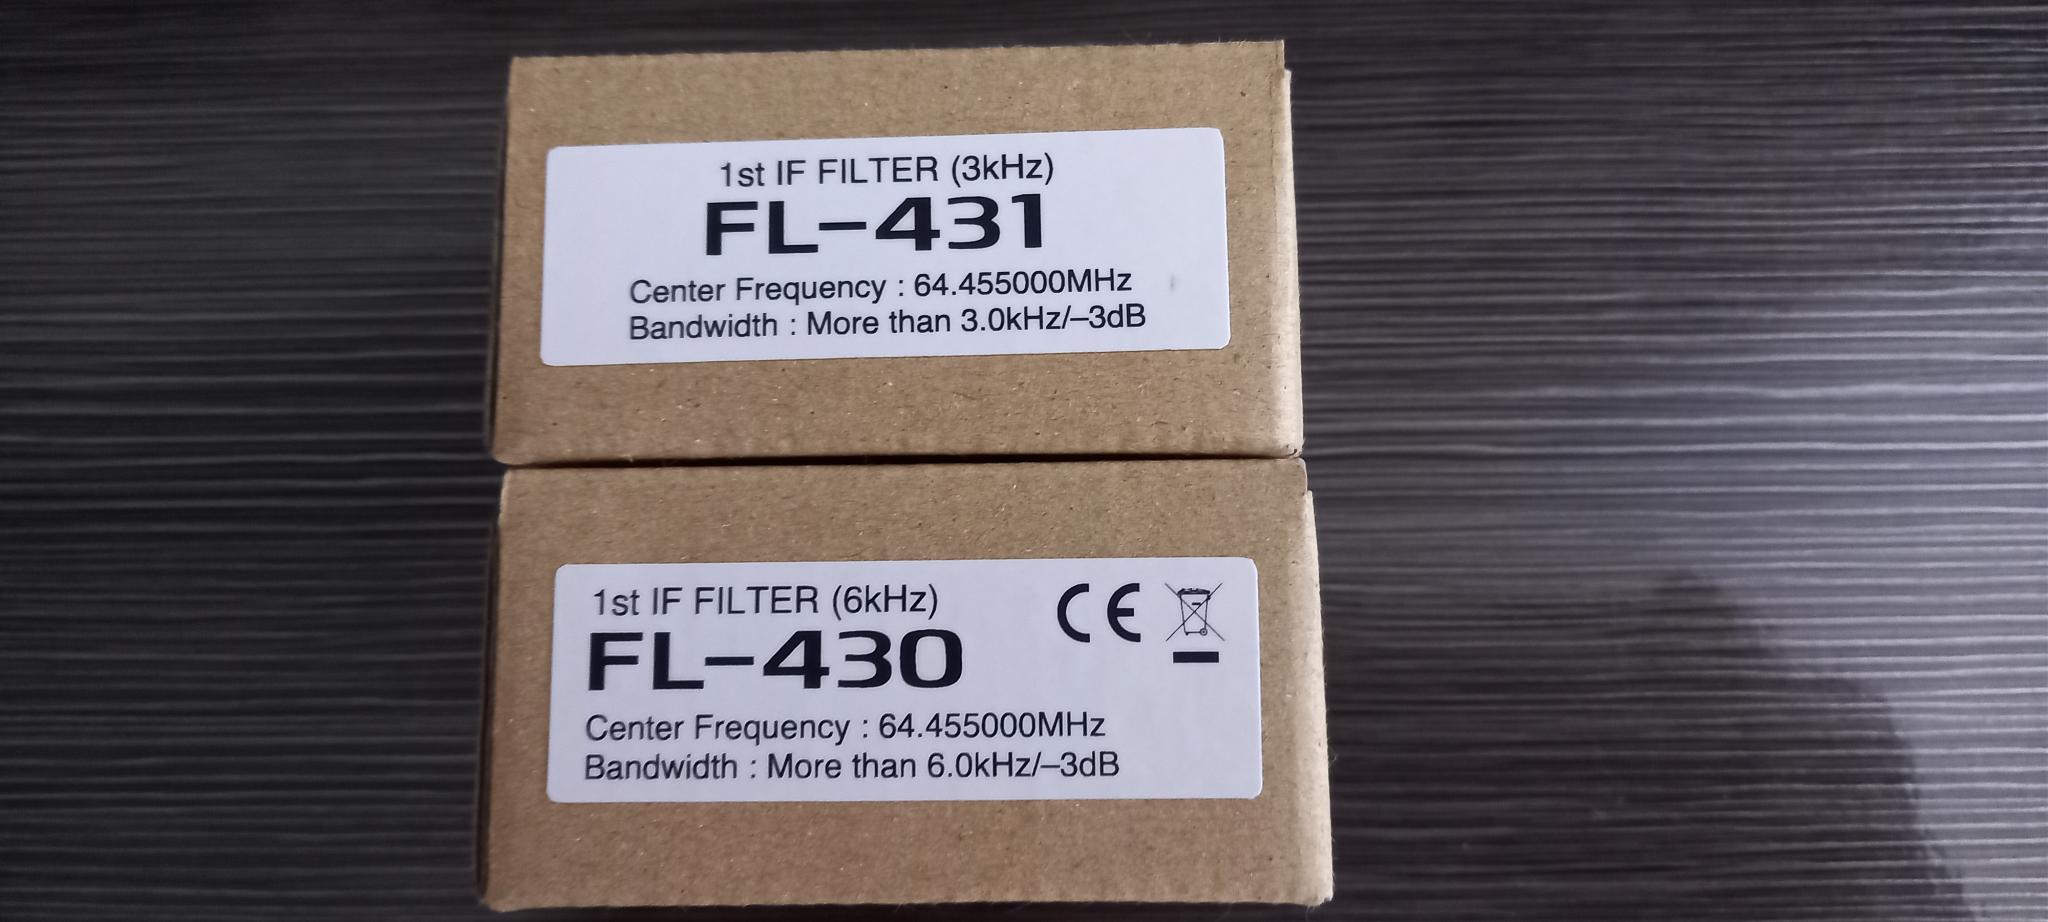 1st IF FILTER (3kHz)
FL-431
Center Frequency : 64.455000MHz
Bandwidth : More than 3.0kHz/–3dB
1st IF FILTER (6kHz)
CE
FL-430
Center Frequency : 64.455000MHz
Bandwidth : More than 6.0kHz/–3dB